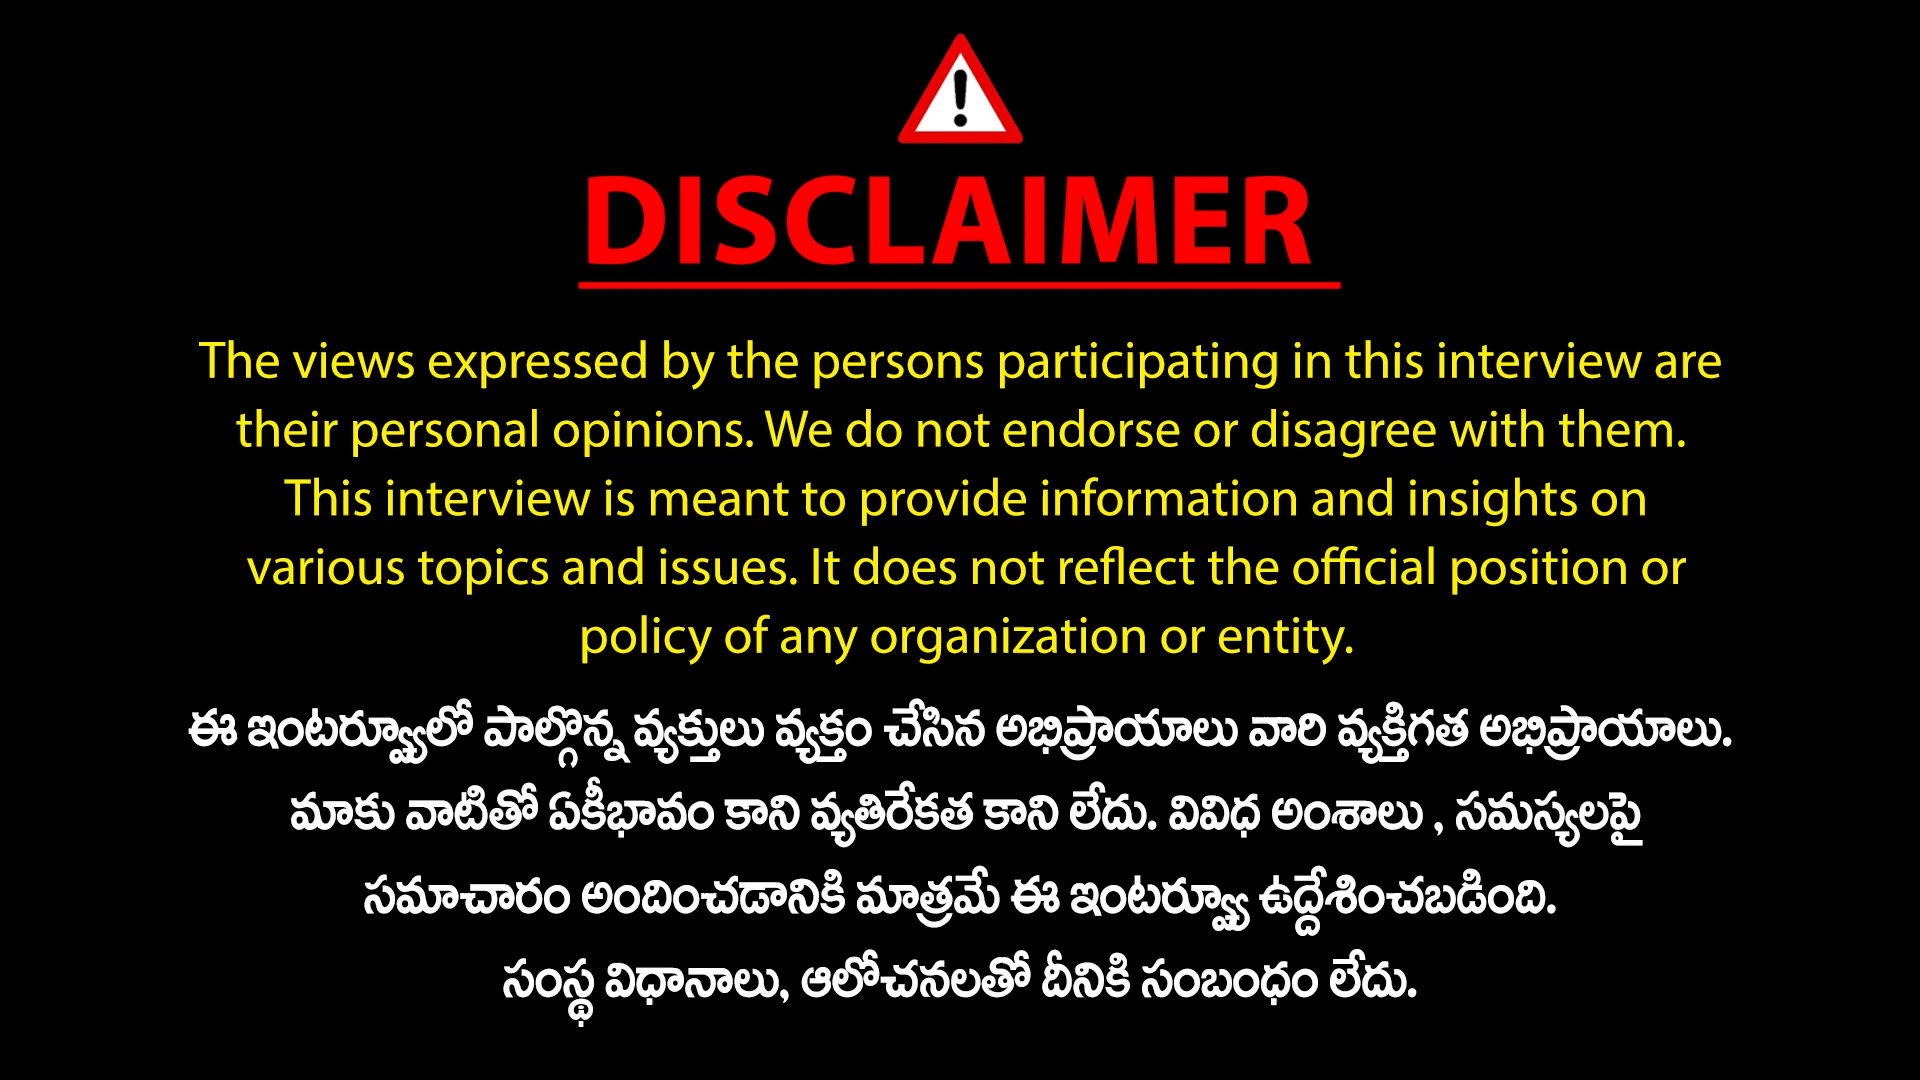 DISCLAIMER
The views expressed by the persons participating in this interview are
their personal opinions. We do not endorse or disagree with them.
This interview is meant to provide information and insights on
various topics and issues. It does not reflect the official position or
policy of any organization or entity.
ఈ ఇంటర్వ్యూలో పాల్గొన్న వ్యక్తులు వ్యక్తం చేసిన అభిప్రాయాలు వారి వ్యక్తిగత అభిప్రాయాలు.
మాకు వాటితో ఏకీభావం కాని వ్యతిరేకత కాని లేదు. వివిధ అంశాలు , సమస్యలపై
సమాచారం అందించడానికి మాత్రమే ఈ ఇంటర్వ్యూ ఉద్దేశించబడింది.
సంస్థ విధానాలు, ఆలోచనలతో దీనికి సంబంధం లేదు.